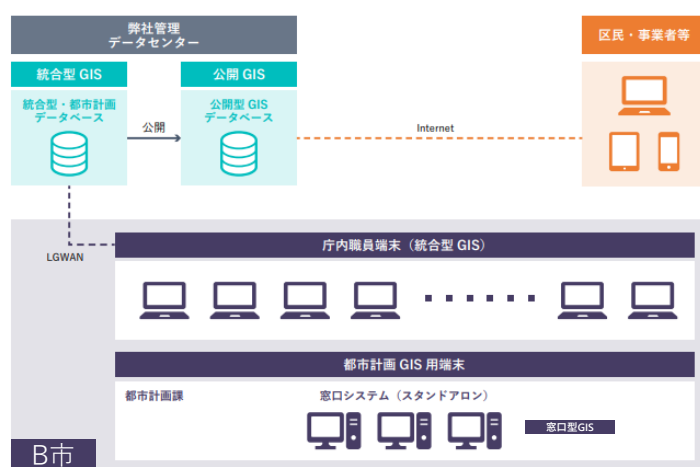 弊社管理
データセンター
区民・事業者等
統合型 GIS
公開 GIS
統合型・都市計画
データベース
公開
公開型 GIS
データベース
Internet
LGWAN
庁内職員端末（統合型 GIS）
都市計画 GIS 用端末
都市計画課
窓口システム（スタンドアロン）
窓口型GIS
B市